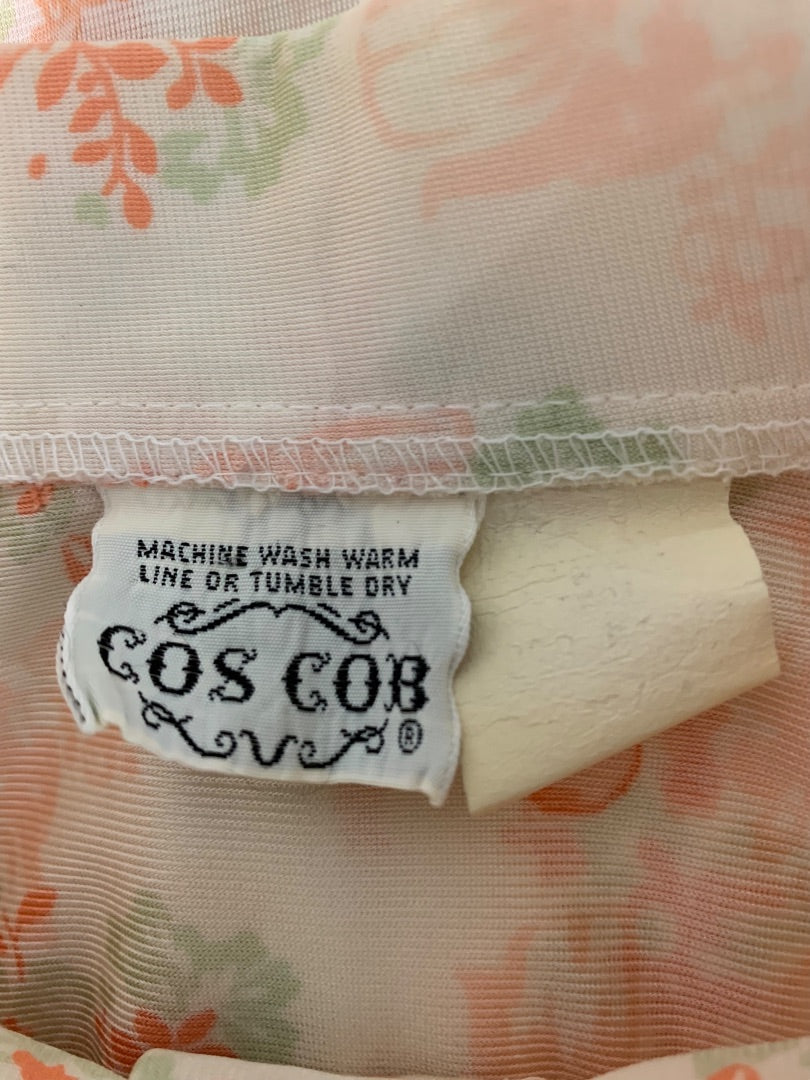 MACHINE WASH WARM
LINE OR TUMBLE DRY
COS COB
®